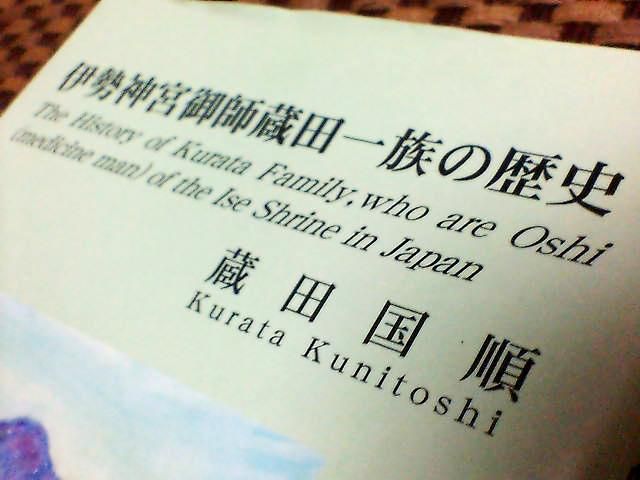 伊勢神宮御師蔵田一族の歴史
The History of Kurata Family, who are Oshi
(medicine man) of the Ise Shrine in Japan
蔵田国順
Kurata Kunitoshi